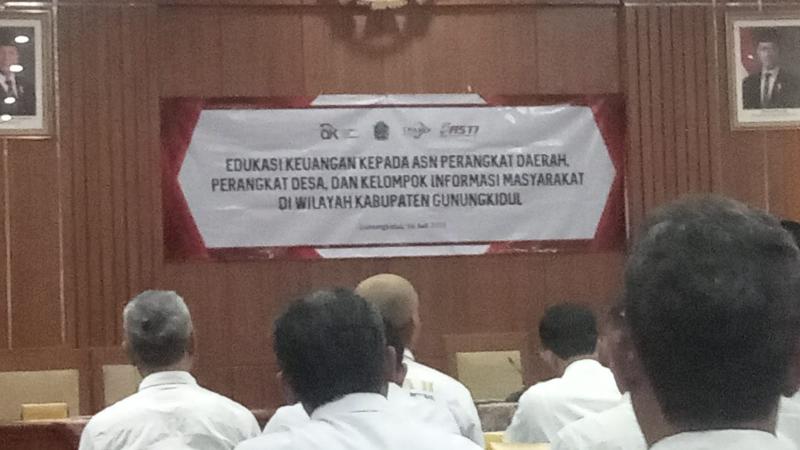 EDUKASI KEUANGAN KEPADA ASN PERANGKAT DAERAH,
PERANGKAT DESA, DAN KELOMPOK INFORMASI MASYARAKAT
DI WILAYAH KABUPATEN GUNUNGKIDUL